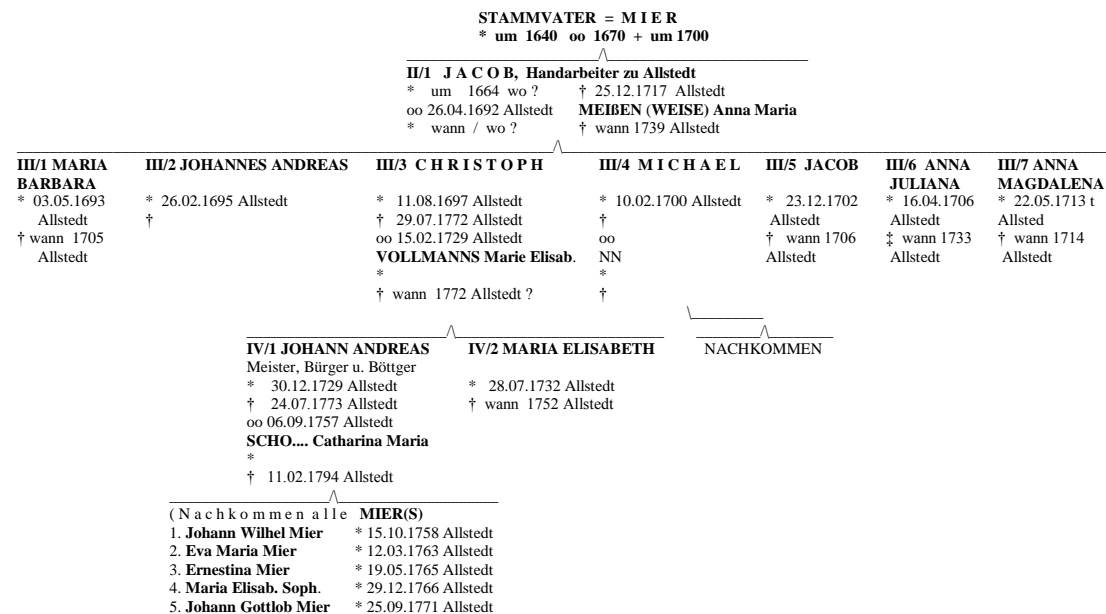 STAMMVATER = M I E R
* um 1640 oo 1670 + um 1700
II/1 J A C O B, Handarbeiter zu Allstedt
* um 1664 wo ? † 25.12.1717 Allstedt
oo 26.04.1692 Allstedt MEIßEN (WEISE) Anna Maria
* wann / wo ? † wann 1739 Allstedt
III/1 MARIA BARBARA
* 03.05.1693
Allstedt
† wann 1705
Allstedt
III/2 JOHANNES ANDREAS
* 26.02.1695 Allstedt
†
III/3 C H R I S T O P H
* 11.08.1697 Allstedt
† 29.07.1772 Allstedt
oo 15.02.1729 Allstedt
VOLLMANNS Marie Elisab.
*
† wann 1772 Allstedt ?
III/4 M I C H A E L
* 10.02.1700 Allstedt
†
oo
NN
*
†
III/5 JACOB
* 23.12.1702
Allstedt
† wann 1706
Allstedt
III/6 ANNA
JULIANA
* 16.04.1706
Allstedt
‡ wann 1733
Allstedt
III/7 ANNA
MAGDALENA
* 22.05.1713 t
Allsted
† wann 1714
Allstedt
IV/1 JOHANN ANDREAS
Meister, Bürger u. Böttger
* 30.12.1729 Allstedt
† 24.07.1773 Allstedt
oo 06.09.1757 Allstedt
SCHO.... Catharina Maria
*
† 11.02.1794 Allstedt
IV/2 MARIA ELISABETH
* 28.07.1732 Allstedt
† wann 1752 Allstedt
NACHKOMMEN
( N a c h k o m m e n a l l e MIER(S)
1. Johann Wilhel Mier * 15.10.1758 Allstedt
2. Eva Maria Mier * 12.03.1763 Allstedt
3. Ernestina Mier * 19.05.1765 Allstedt
4. Maria Elisab. Soph. * 29.12.1766 Allstedt
5. Johann Gottlob Mier * 25.09.1771 Allstedt